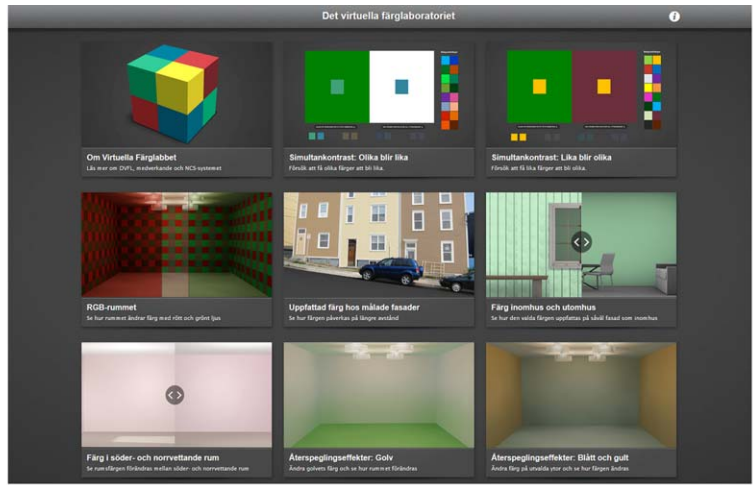 Det virtuella färglaboratoriet
Om Virtuella Färglabbet
Läs mer om DVFL, medverkande och NCS-systemet
Simultankontrast: Olika blir lika
Försök att få olika färger att bli lika.
Simultankontrast: Lika blir olika
Försök att få lika färger att bli olika.
RGB-rummet
Se hur rummet ändrar färg med rött och grönt ljus
Uppfattad färg hos målade fasader
Se hur färgen påverkas på längre avstånd
Färg inomhus och utomhus
Se hur den valda färgen uppfattas på såväl fasad som inomhus
Färg i söder- och norrvettande rum
Se rumsfärgen förändras mellan söder- och norrvettande rum
Återspeglingseffekter: Golv
Ändra golvets färg och se hur rummet förändras
Återspeglingseffekter: Blått och gult
Ändra färg på utvalda ytor och se hur färgen ändras